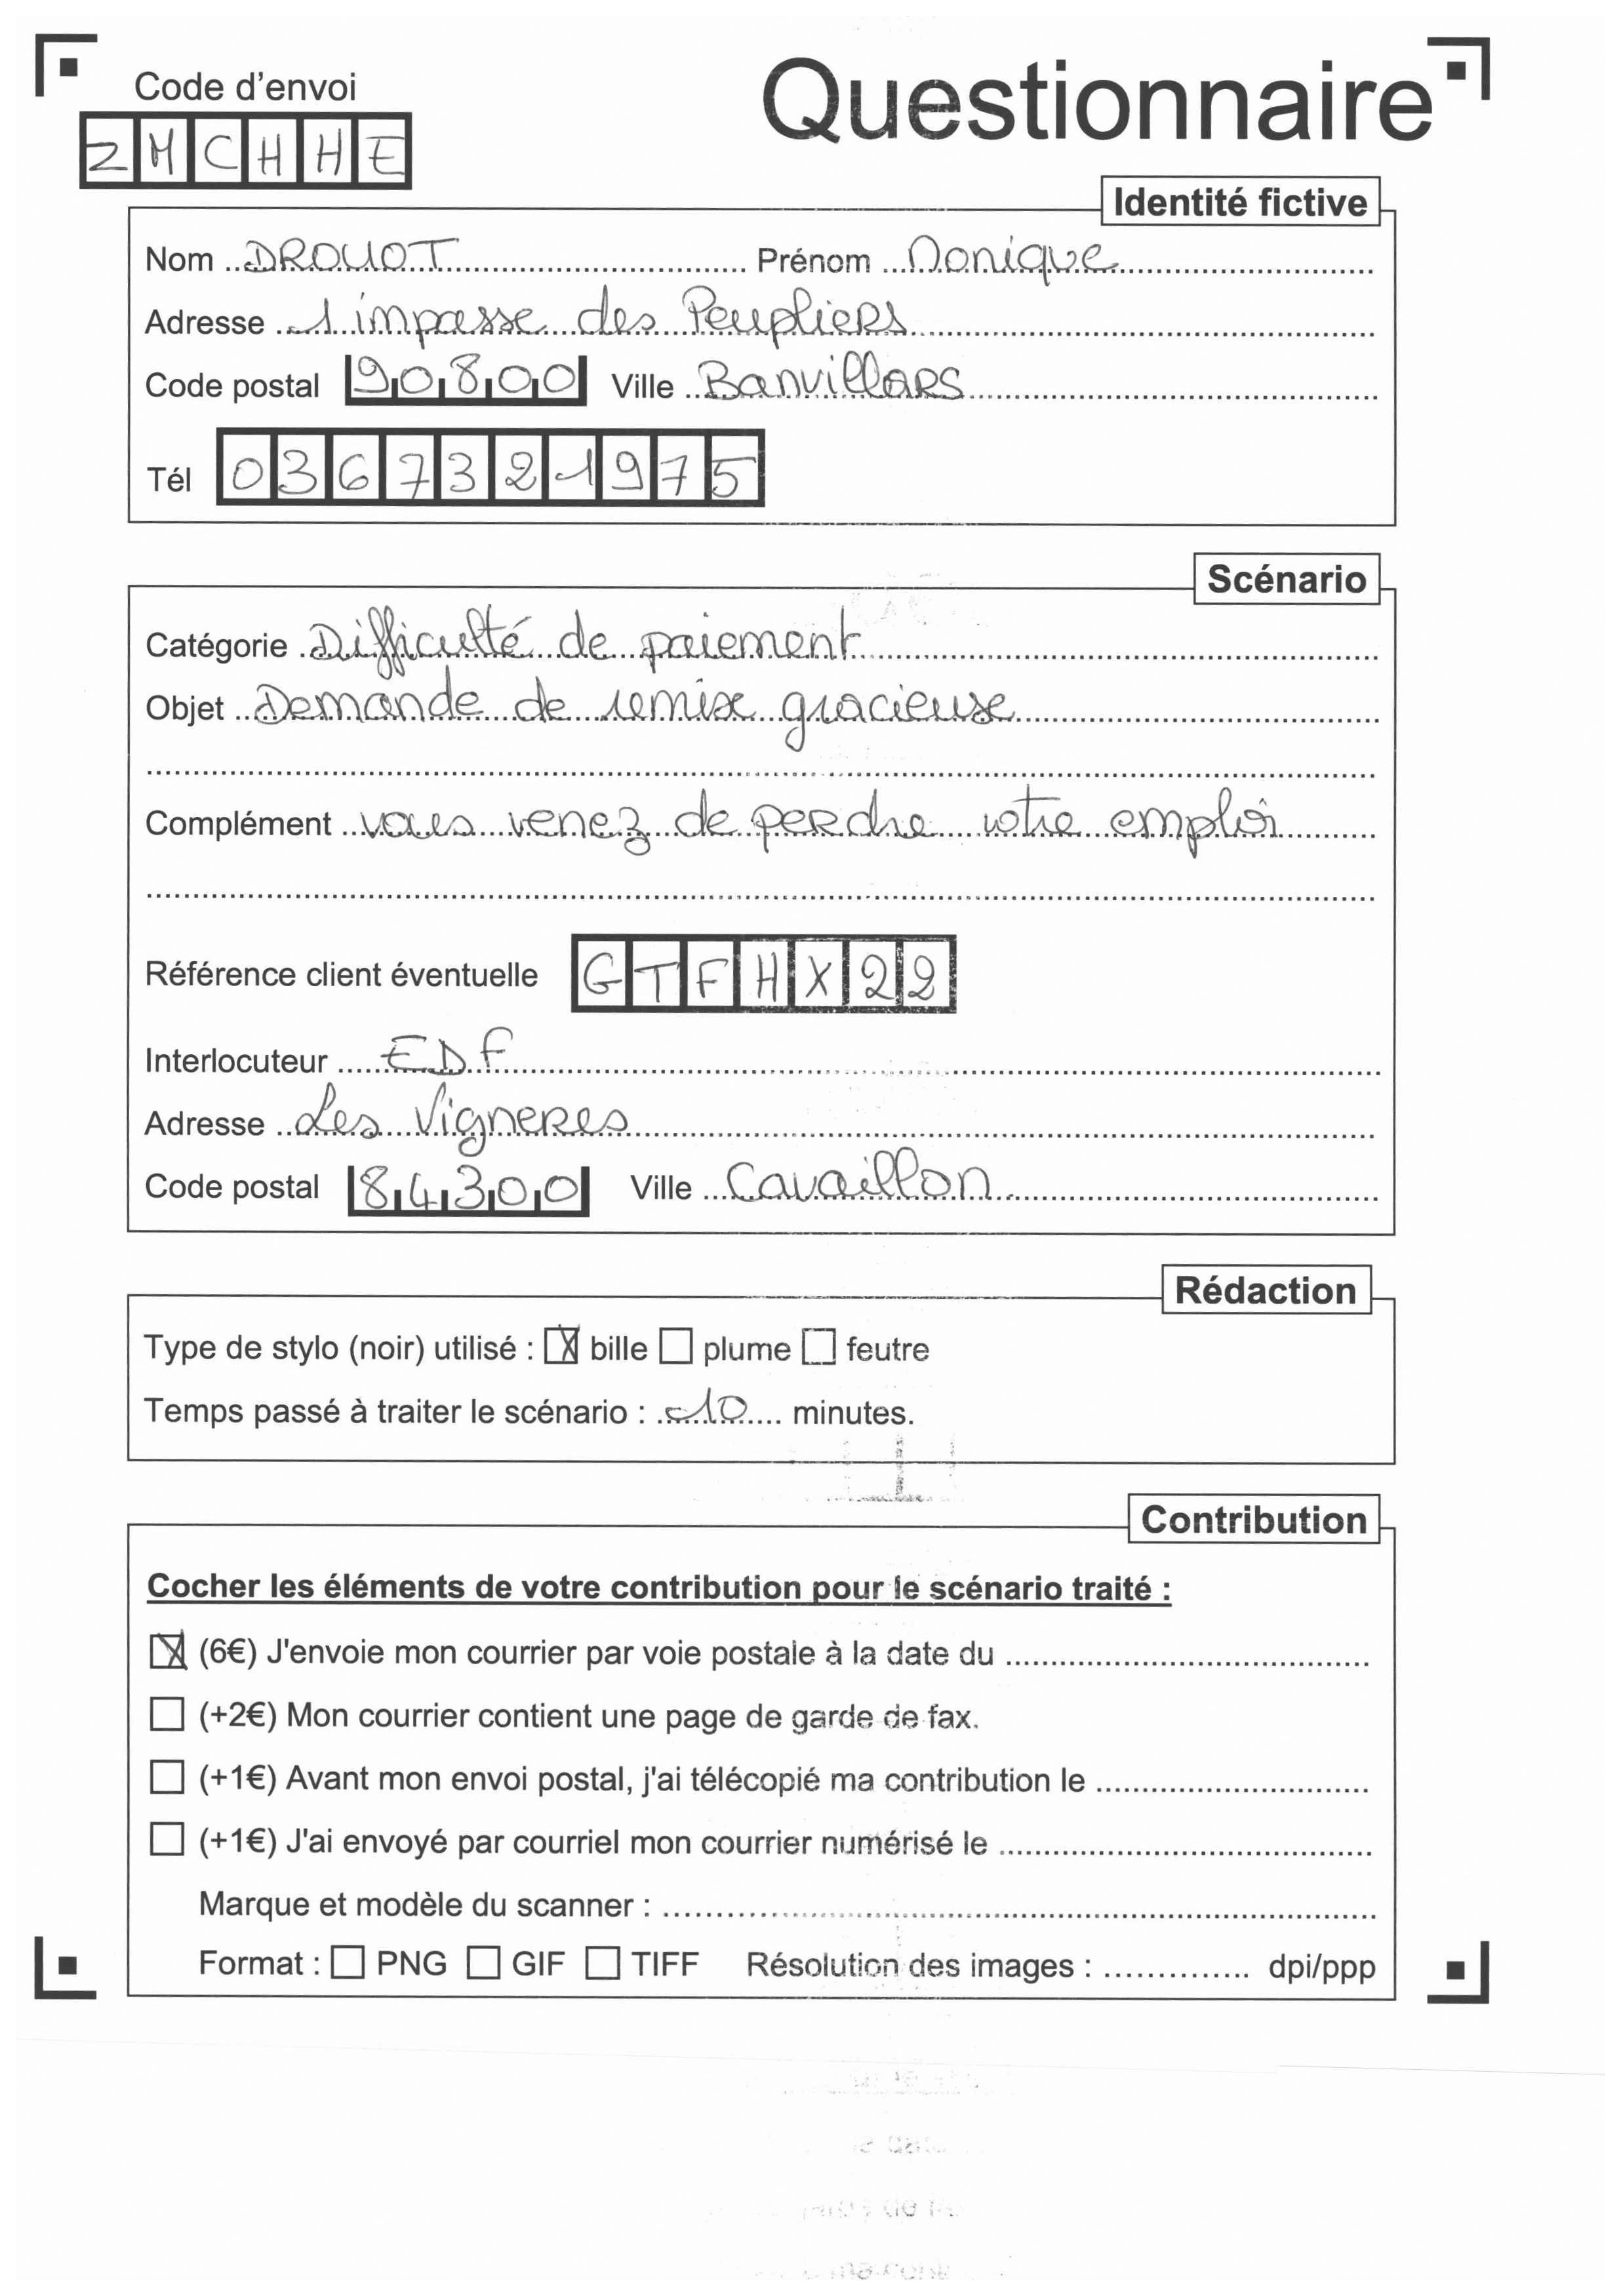 Code d'envoi
Questionnaire
ZMCHHE
Identité fictive
Nom DROUOT Prénom Monique
Adresse 1 impasse des Peupliers
Code postal 90800 Ville Banvillars
Tél 0367321975
Scénario
Catégorie Difficulté de paiement
Objet Demande de remise gracieuse
Complément vous venez de perdre votre emploi
Référence client éventuelle GTFHX22
Interlocuteur EDF
Adresse Les Vigneres
Code postal 84300 Ville Cavaillon
Rédaction
Type de stylo (noir) utilisé : ☒ bille ☐ plume ☐ feutre
Temps passé à traiter le scénario : 10 minutes.
Contribution
Cocher les éléments de votre contribution pour le scénario traité :
☒ (6€) J'envoie mon courrier par voie postale à la date du
☐ (+2€) Mon courrier contient une page de garde de fax.
☐ (+1€) Avant mon envoi postal, j'ai télécopié ma contribution le
☐ (+1€) J'ai envoyé par courriel mon courrier numérisé le
Marque et modèle du scanner :
Format : ☐ PNG ☐ GIF ☐ TIFF Résolution des images : dpi/ppp